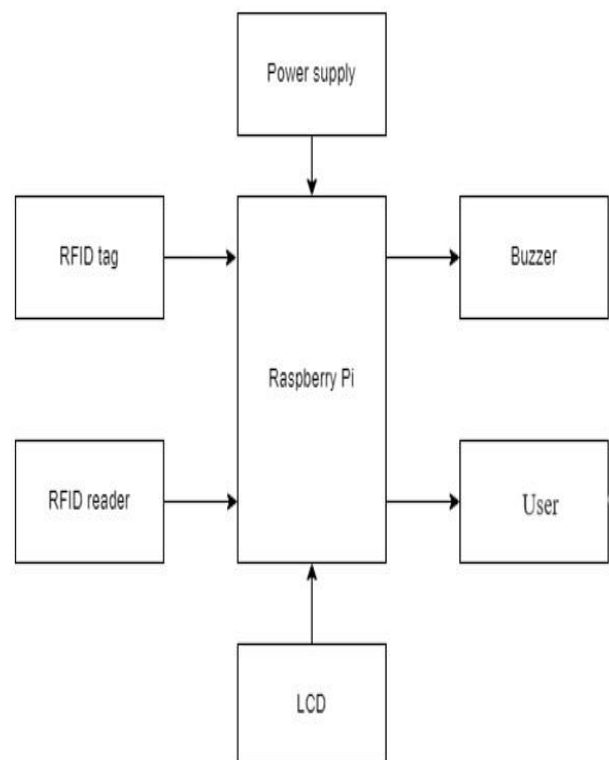 Power supply
RFID tag
Buzzer
Raspberry Pi
RFID reader
User
LCD